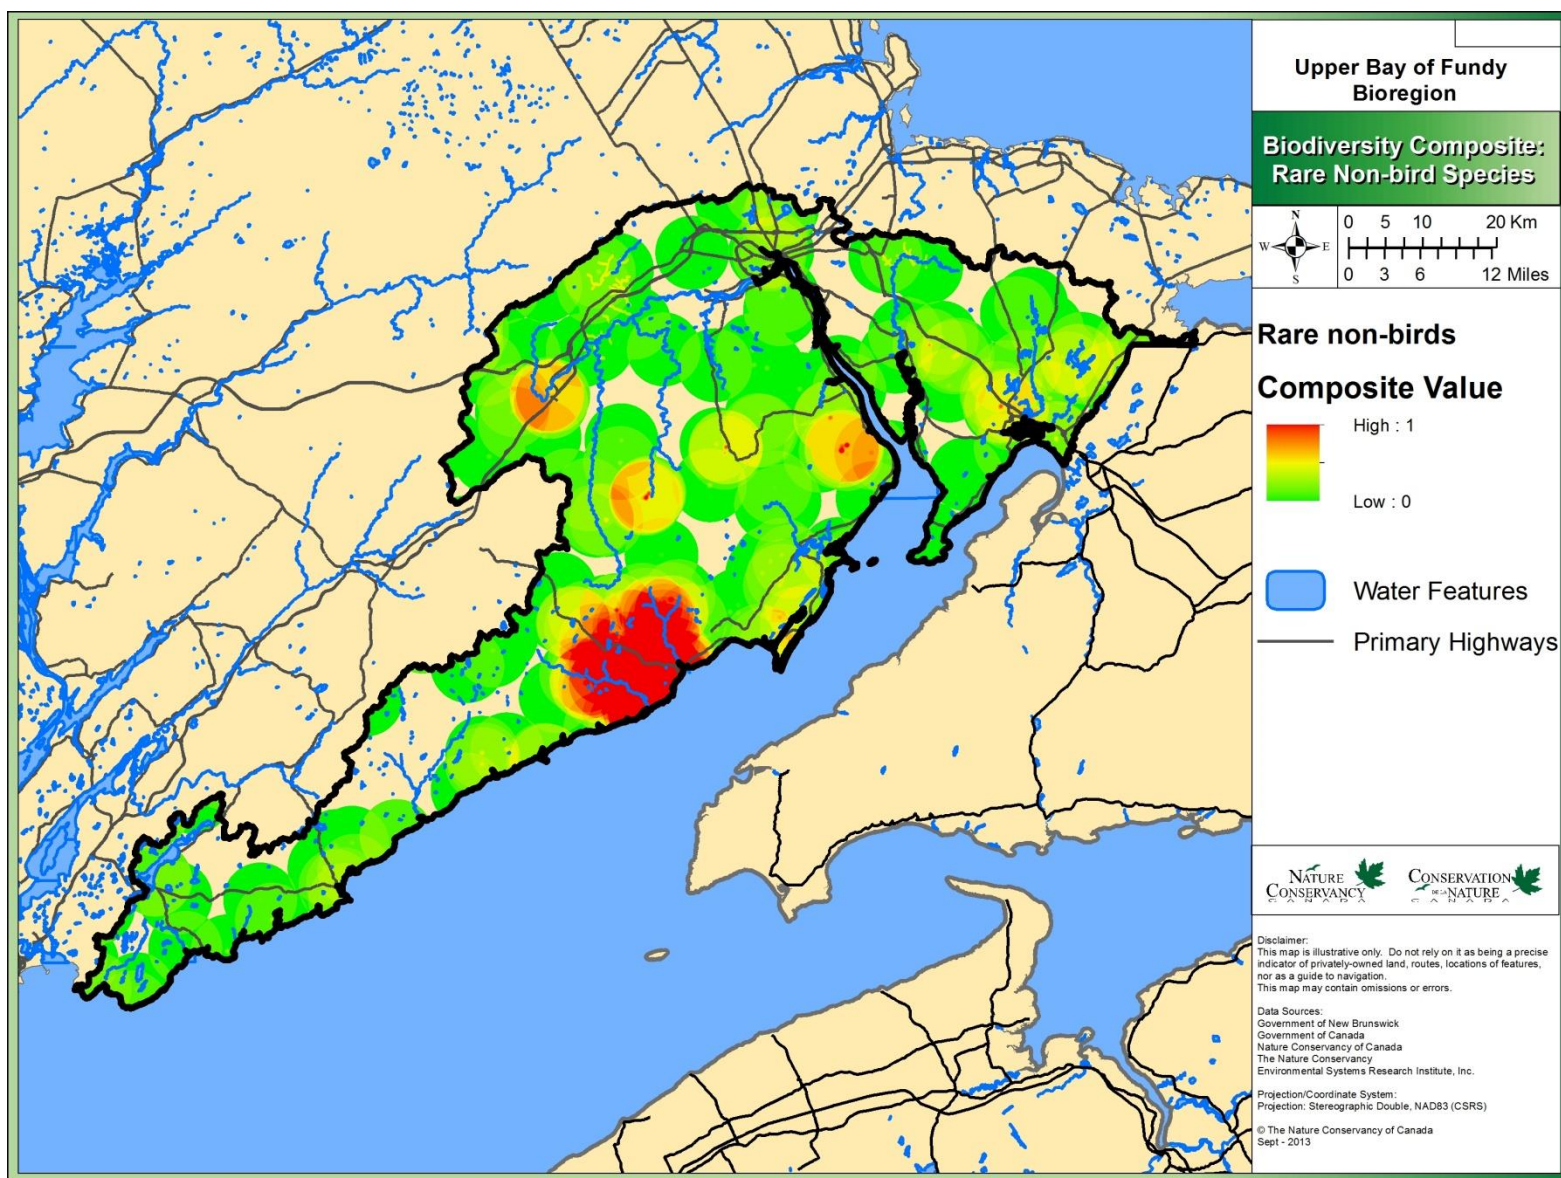 Upper Bay of Fundy
Bioregion
Biodiversity Composite:
Rare Non-bird Species
N
W E
S
0 5 10 20 Km
0 3 6 12 Miles
Rare non-birds
Composite Value
High : 1
Low : 0
Water Features
Primary Highways
NATURE
CONSERVANCY
CANADA
CONSERVATION
DE LA NATURE
CANADA
Disclaimer:
This map is illustrative only. Do not rely on it as being a precise
indicator of privately-owned land, routes, locations of features,
nor as a guide to navigation.
This map may contain omissions or errors.
Data Sources:
Government of New Brunswick
Government of Canada
Nature Conservancy of Canada
The Nature Conservancy
Environmental Systems Research Institute, Inc.
Projection/Coordinate System:
Projection: Stereographic Double, NAD83 (CSRS)
© The Nature Conservancy of Canada
Sept - 2013